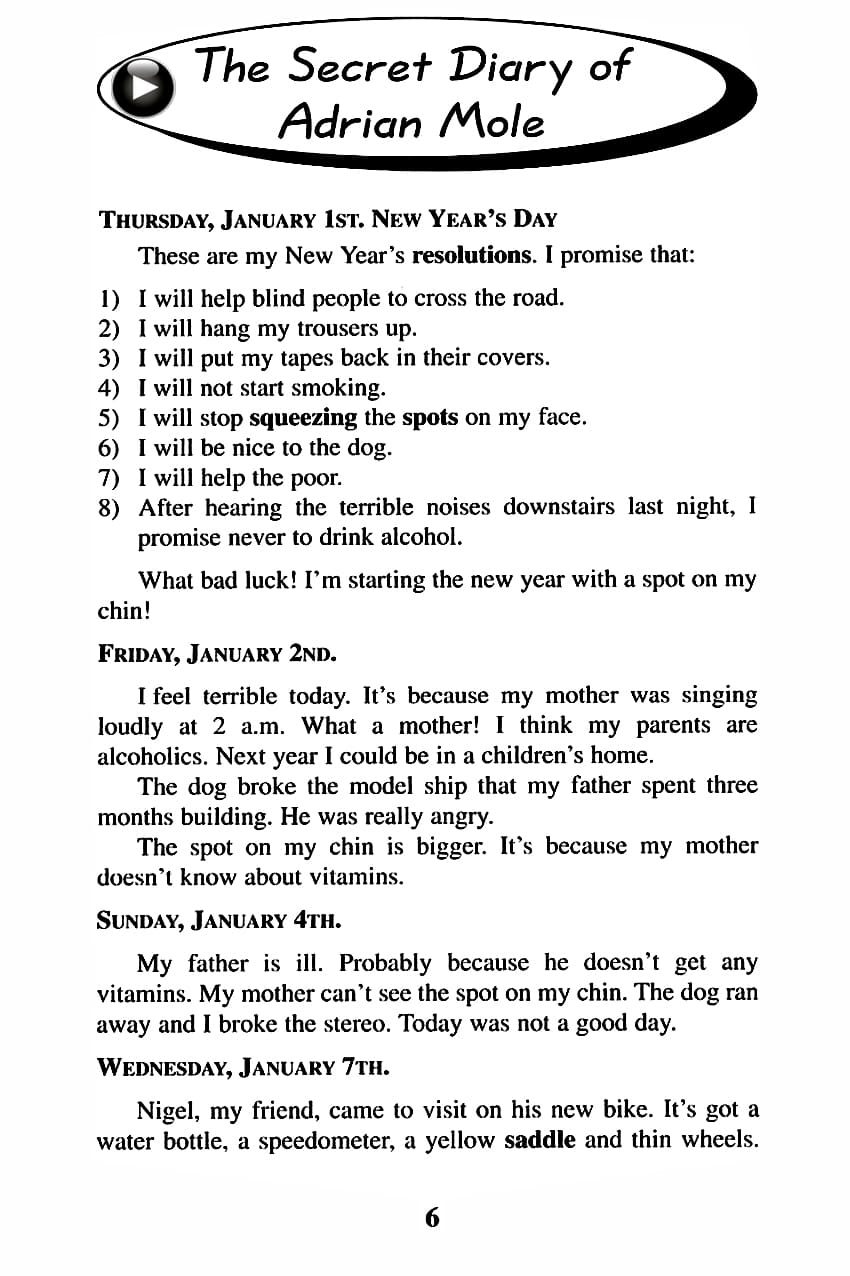 The Secret Diary of
Adrian Mole
THURSDAY, JANUARY 1ST. NEW YEAR'S DAY
These are my New Year's resolutions. I promise that:
1) I will help blind people to cross the road.
2) I will hang my trousers up.
3) I will put my tapes back in their covers.
4) I will not start smoking.
5) I will stop squeezing the spots on my face.
6) I will be nice to the dog.
7) I will help the poor.
8) After hearing the terrible noises downstairs last night, I
promise never to drink alcohol.
What bad luck! I'm starting the new year with a spot on my
chin!
FRIDAY, JANUARY 2ND.
I feel terrible today. It's because my mother was singing
loudly at 2 a.m. What a mother! I think my parents are
alcoholics. Next year I could be in a children's home.
The dog broke the model ship that my father spent three
months building. He was really angry.
The spot on my chin is bigger. It's because my mother
doesn't know about vitamins.
SUNDAY, JANUARY 4TH.
My father is ill. Probably because he doesn't get any
vitamins. My mother can't see the spot on my chin. The dog ran
away and I broke the stereo. Today was not a good day.
WEDNESDAY, JANUARY 7TH.
Nigel, my friend, came to visit on his new bike. It's got a
water bottle, a speedometer, a yellow saddle and thin wheels.
6